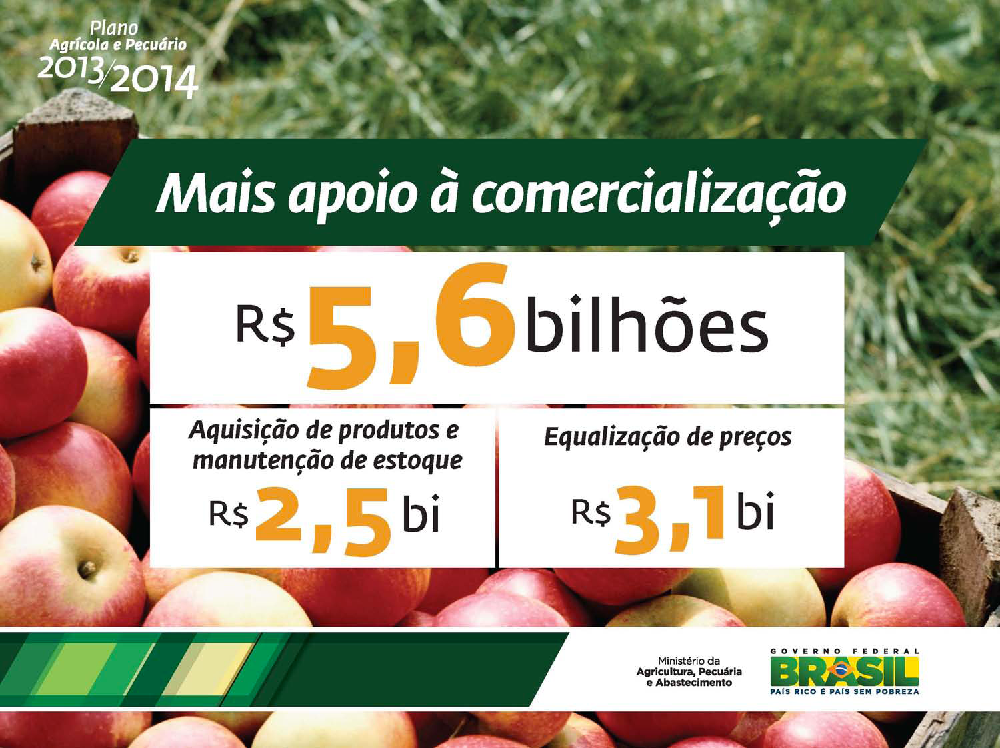 Plano
Agrícola e Pecuário
2013/2014
Mais apoio à comercialização
R$ 5,6 bilhões
Aquisição de produtos e
manutenção de estoque
R$ 2,5 bi
Equalização de preços
R$ 3,1 bi
Ministério da
Agricultura, Pecuária
e Abastecimento
GOVERNO FEDERAL
BRASIL
PAÍS RICO É PAÍS SEM POBREZA